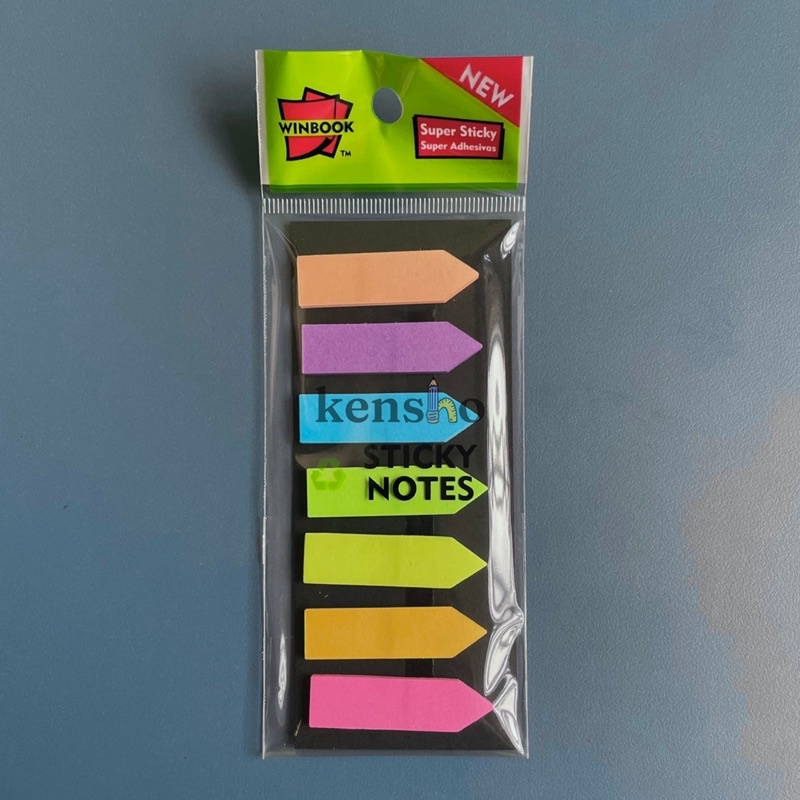 WINBOOK
TM
NEW
Super Sticky
Super Adhesivas
kensho
STICKY
NOTES